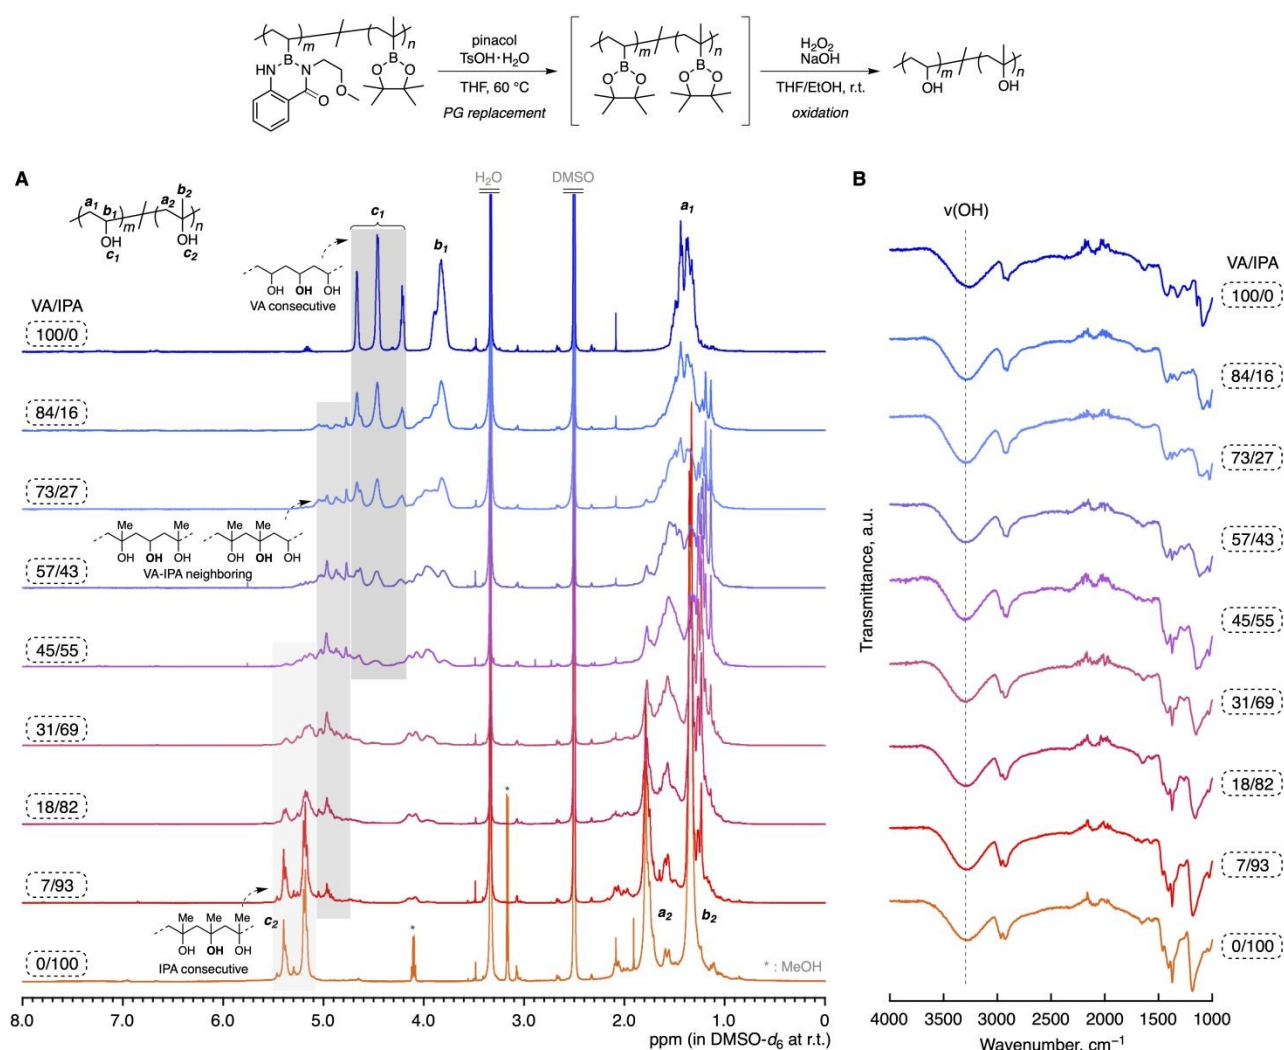 m
n
B
HN
B
N
O
O
O
O
pinacol
TsOH·H₂O
THF, 60 °C
PG replacement
m
n
B
O
O
B
O
O
H₂O₂
NaOH
THF/EtOH, r.t.
oxidation
m
n
OH
OH
A
a₁
b₁
a₂
b₂
m
n
OH
c₁
OH
c₂
c₁
b₁
H₂O
DMSO
a₁
OH
OH
OH
VA consecutive
VA/IPA
100/0
84/16
73/27
Me
Me
OH
OH
OH
Me
Me
OH
OH
OH
VA-IPA neighboring
57/43
45/55
31/69
18/82
*
7/93
Me
Me
Me
OH
OH
OH
IPA consecutive
c₂
*
a₂
b₂
* : MeOH
0/100
8.0
7.0
6.0
5.0
4.0
3.0
2.0
1.0
0
ppm (in DMSO-d₆ at r.t.)
B
ν(OH)
VA/IPA
100/0
84/16
73/27
57/43
45/55
31/69
18/82
7/93
0/100
Transmittance, a.u.
4000
3500
3000
2500
2000
1500
1000
Wavenumber, cm⁻¹